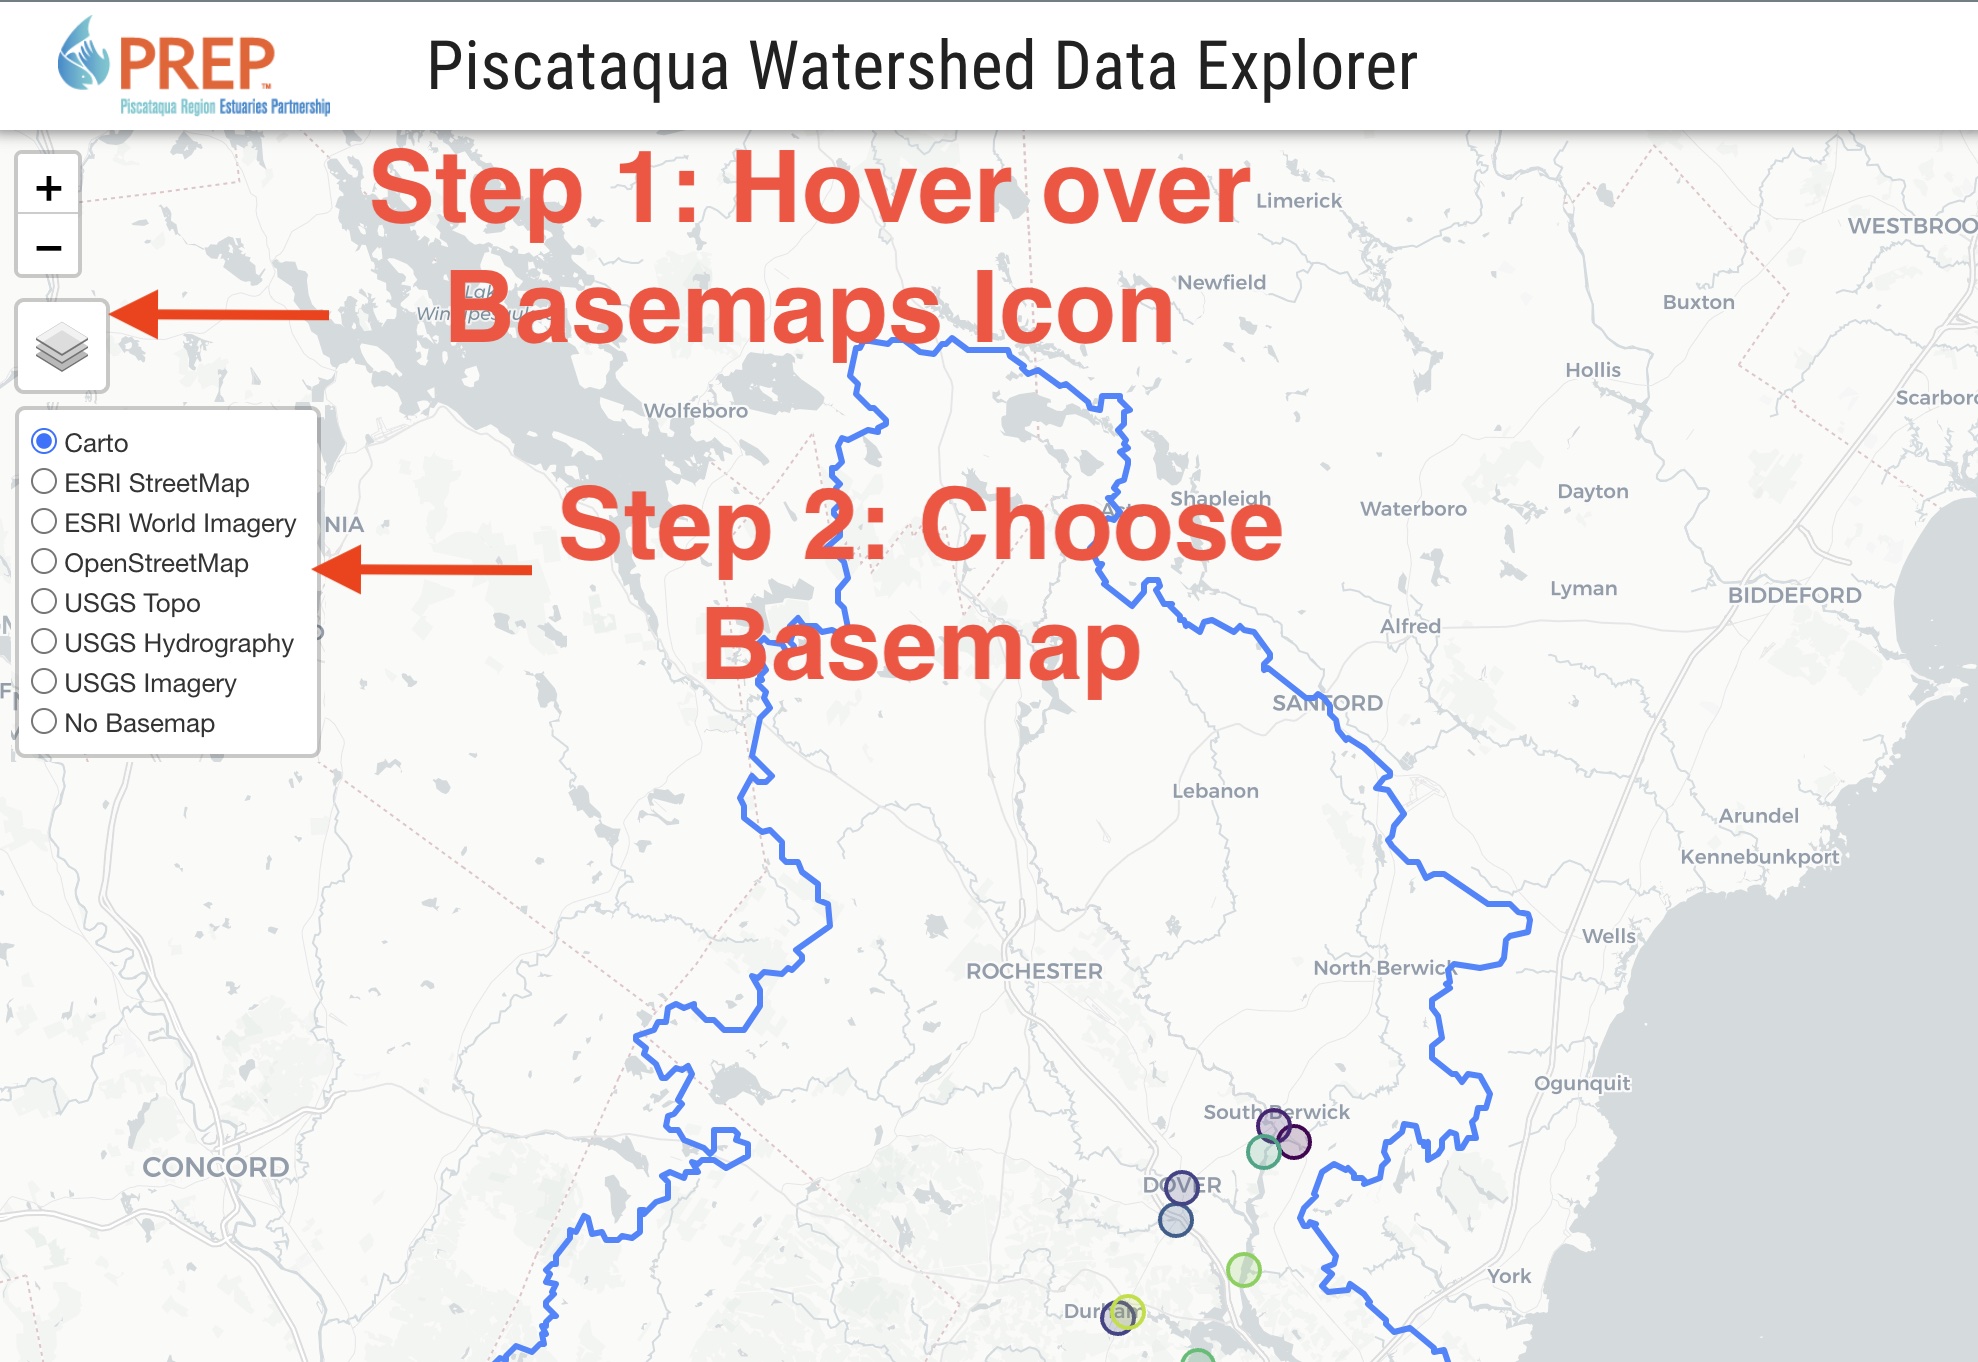 PREP™
Piscataqua Region Estuaries Partnership
Piscataqua Watershed Data Explorer
+
−
Step 1: Hover over
Basemaps Icon
Limerick
WESTBROO
Newfield
Buxton
Lake
Hollis
Scarboro
Wolfeboro
Carto
ESRI StreetMap
ESRI World Imagery
OpenStreetMap
USGS Topo
USGS Hydrography
USGS Imagery
No Basemap
NIA
Step 2: Choose
Basemap
Shapleigh
Waterboro
Dayton
Lyman
BIDDEFORD
Alfred
SANFORD
Lebanon
Arundel
Kennebunkport
Wells
ROCHESTER
North Berwick
Ogunquit
South Berwick
CONCORD
DOVER
York
Durham